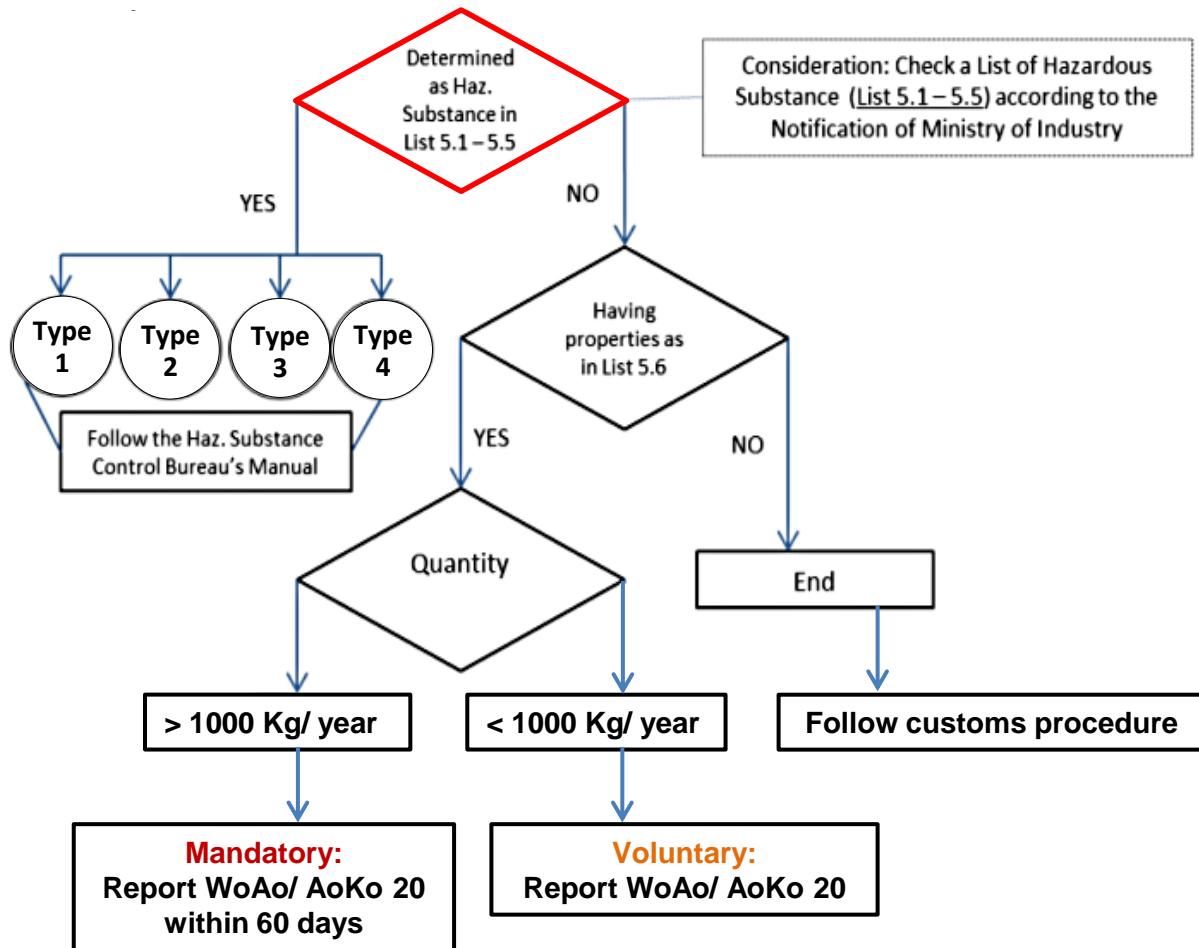 Determined
as Haz.
Substance in
List 5.1 – 5.5
Consideration: Check a List of Hazardous
Substance (List 5.1 – 5.5) according to the
Notification of Ministry of Industry
YES
NO
Type
1
Type
2
Type
3
Type
4
Follow the Haz. Substance
Control Bureau's Manual
Having
properties as
in List 5.6
YES
NO
Quantity
End
> 1000 Kg/ year
< 1000 Kg/ year
Follow customs procedure
Mandatory:
Report WoAo/ AoKo 20
within 60 days
Voluntary:
Report WoAo/ AoKo 20